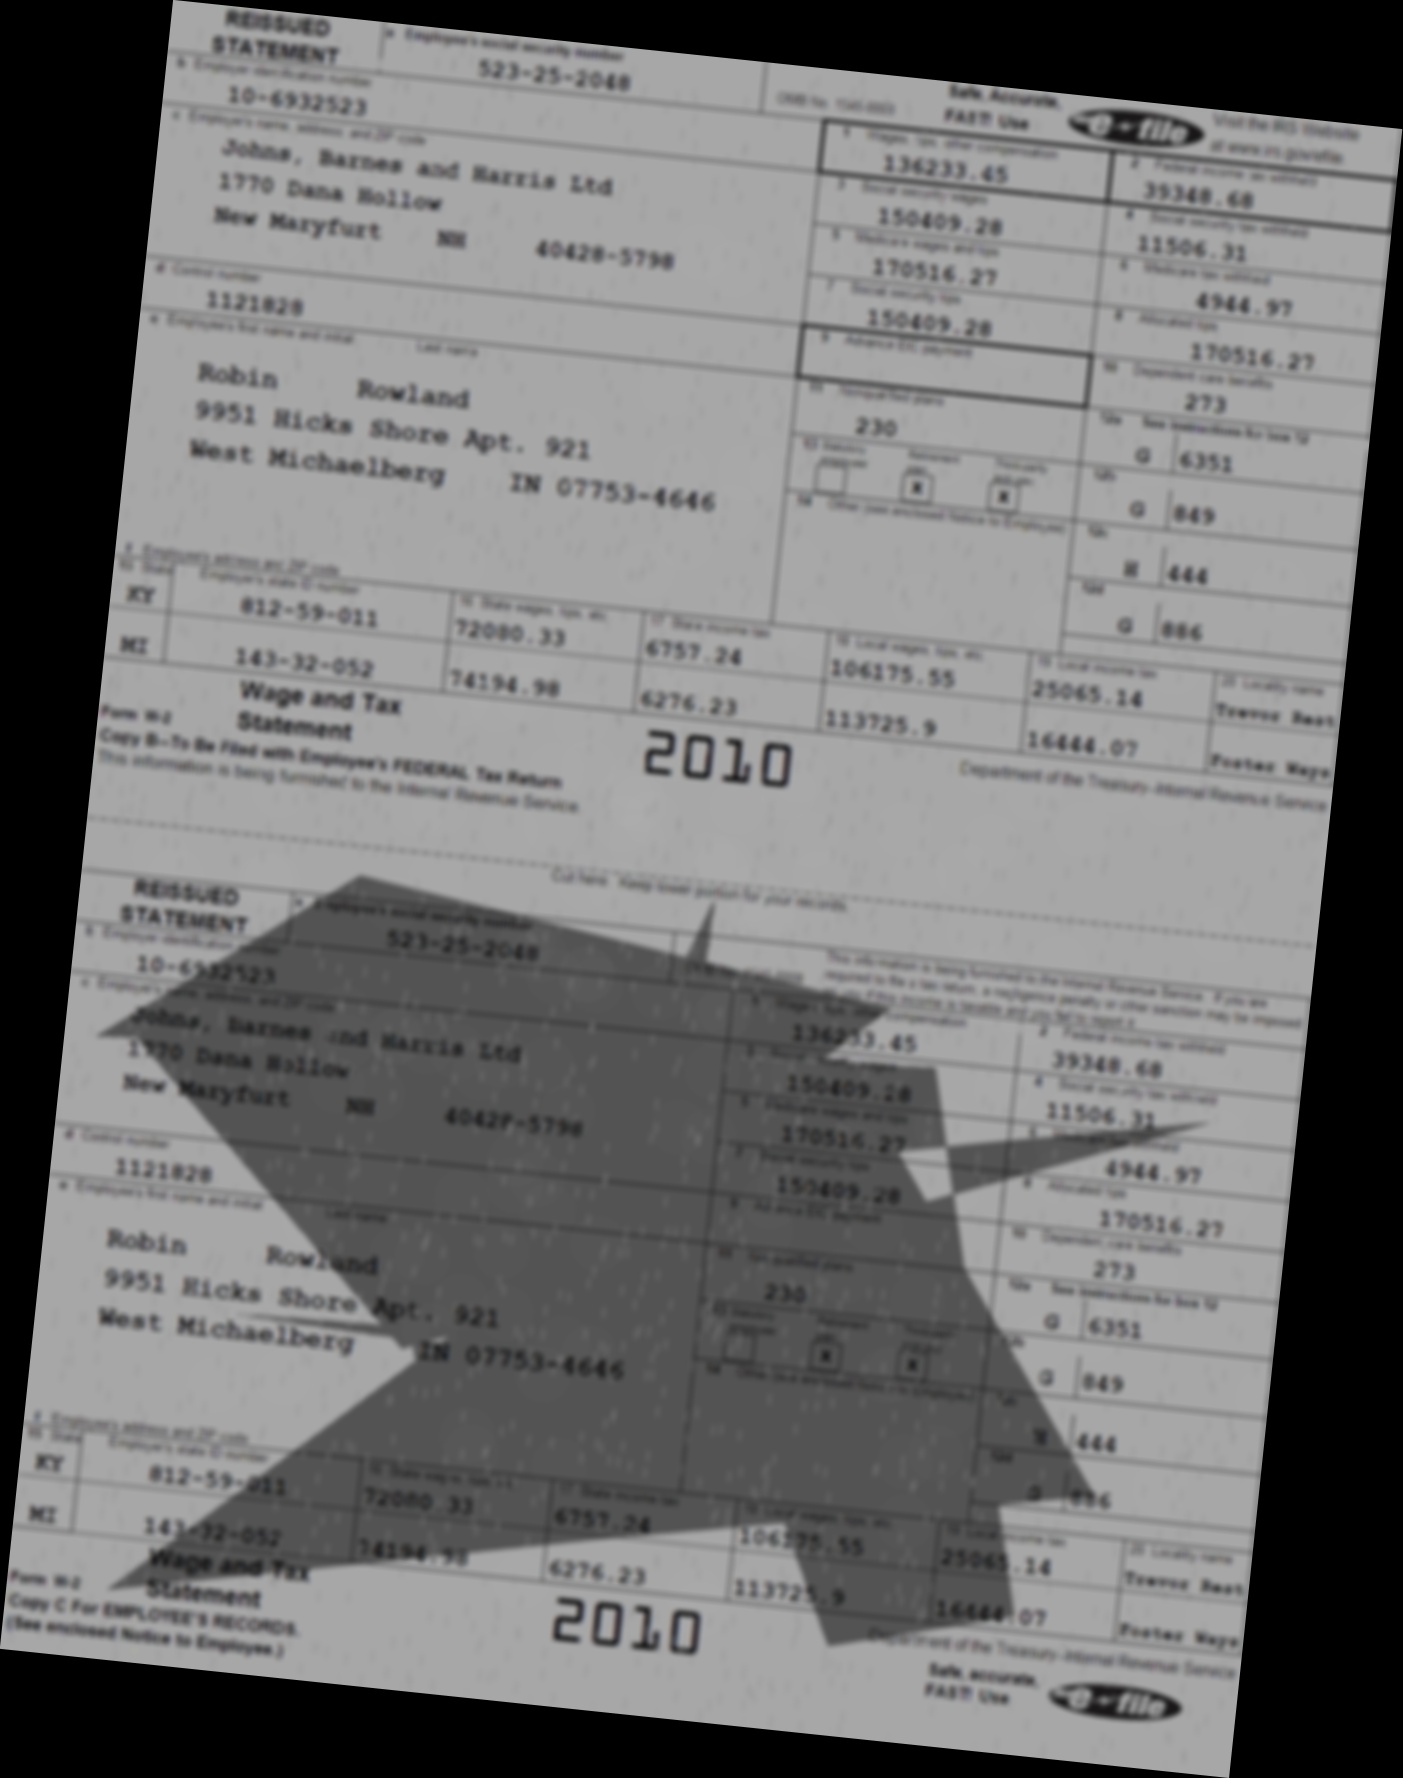 REISSUED STATEMENT
a Employee's social security number
523-25-2048
OMB No. 1545-0008
Safe, Accurate, FAST! Use
e-file
Visit the IRS Website at www.irs.gov/efile
b Employer identification number
10-6932523
c Employer's name, address, and ZIP code
Johns, Barnes and Harris Ltd
1770 Dana Hollow
New Maryfurt NH 40428-5798
1 Wages, tips, other compensation
136233.45
2 Federal income tax withheld
39348.68
3 Social security wages
150409.28
4 Social security tax withheld
11506.31
5 Medicare wages and tips
170516.27
6 Medicare tax withheld
4944.97
7 Social security tips
150409.28
8 Allocated tips
170516.27
d Control number
1121828
9 Advance EIC payment
10 Dependent care benefits
273
e Employee's first name and initial Last name
Robin Rowland
9951 Hicks Shore Apt. 921
West Michaelberg IN 07753-4646
11 Nonqualified plans
230
12a See instructions for box 12
G 6351
13 Statutory employee Retirement plan Third-party sick pay
X X
12b
G 849
14 Other (see enclosed Notice to Employee)
12c
H 444
12d
G 886
f Employee's address and ZIP code
15 State Employer's state ID number
16 State wages, tips, etc.
17 State income tax
18 Local wages, tips, etc.
19 Local income tax
20 Locality name
KY 812-59-011 72080.33 6757.24 106175.55 25065.14 Trevor Rest
MI 143-32-052 74194.98 6276.23 113725.9 16444.07 Foster Ways
Form W-2
Wage and Tax Statement
2010
Department of the Treasury-Internal Revenue Service
Copy B-To Be Filed with Employee's FEDERAL Tax Return
This information is being furnished to the Internal Revenue Service.
Cut here. Keep lower portion for your records.
REISSUED STATEMENT
a Employee's social security number
523-25-2048
This information is being furnished to the Internal Revenue Service. If you are
required to file a tax return, a negligence penalty or other sanction may be imposed
on you if this income is taxable and you fail to report it.
b Employer identification number
10-6932523
c Employer's name, address, and ZIP code
Johns, Barnes and Harris Ltd
1770 Dana Hollow
New Maryfurt NH 40428-5798
1 Wages, tips, other compensation
136233.45
2 Federal income tax withheld
39348.68
3 Social security wages
150409.28
4 Social security tax withheld
11506.31
5 Medicare wages and tips
170516.27
6 Medicare tax withheld
4944.97
7 Social security tips
150409.28
8 Allocated tips
170516.27
d Control number
1121828
9 Advance EIC payment
10 Dependent care benefits
273
e Employee's first name and initial Last name
Robin Rowland
9951 Hicks Shore Apt. 921
West Michaelberg IN 07753-4646
11 Nonqualified plans
230
12a See instructions for box 12
G 6351
13 Statutory employee Retirement plan Third-party sick pay
X X
12b
G 849
14 Other (see enclosed Notice to Employee)
H 444
12d
G 886
f Employee's address and ZIP code
15 State Employer's state ID number
16 State wages, tips, etc.
17 State income tax
18 Local wages, tips, etc.
19 Local income tax
20 Locality name
KY 812-59-011 72080.33 6757.24 106175.55 25065.14 Trevor Rest
MI 143-32-052 74194.98 6276.23 113725.9 16444.07 Foster Ways
Form W-2
Wage and Tax Statement
2010
Department of the Treasury-Internal Revenue Service
Copy C For EMPLOYEE'S RECORDS.
(See enclosed Notice to Employee.)
Safe, accurate, FAST! Use
e-file